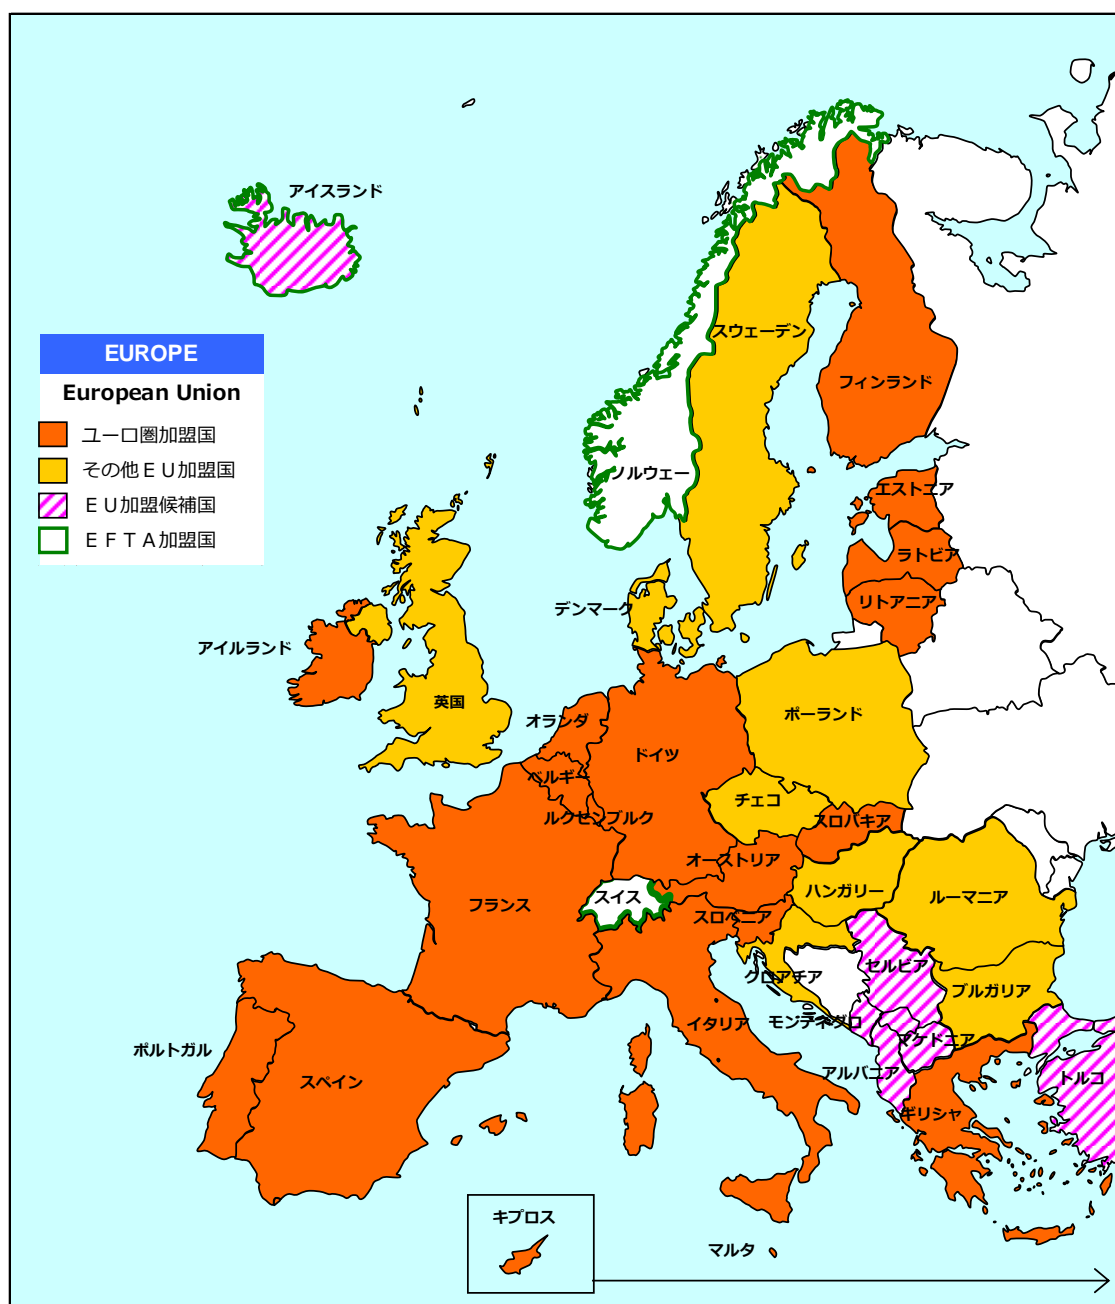 アイスランド
EUROPE
European Union
ユーロ圏加盟国
その他ＥＵ加盟国
ＥＵ加盟候補国
ＥＦＴＡ加盟国
スウェーデン
フィンランド
ノルウェー
エストニア
ラトビア
リトアニア
デンマーク
アイルランド
英国
オランダ
ポーランド
ドイツ
ベルギー
チェコ
ルクセンブルク
スロバキア
オーストリア
ハンガリー
スイス
ルーマニア
フランス
スロベニア
セルビア
クロアチア
ブルガリア
モンテネグロ
イタリア
マケドニア
ポルトガル
スペイン
アルバニア
トルコ
ギリシャ
キプロス
マルタ